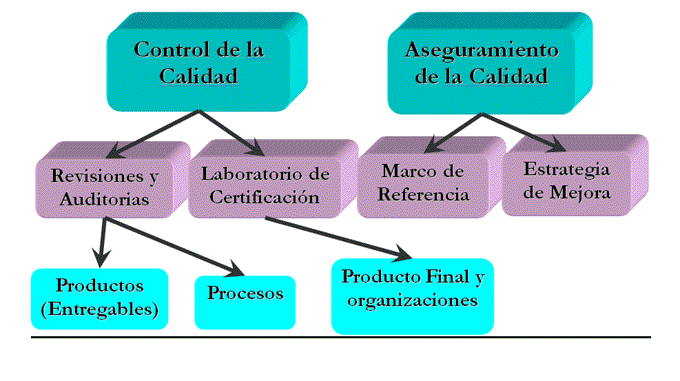 Control de la
Calidad
Aseguramiento
de la Calidad
Revisiones y
Auditorias
Laboratorio de
Certificación
Marco de
Referencia
Estrategia
de Mejora
Productos
(Entregables)
Procesos
Producto Final y
organizaciones